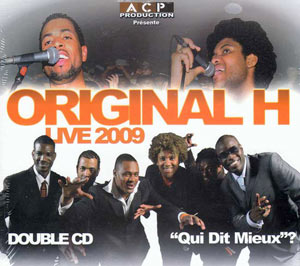 ACP
PRODUCTION
Présente
ORIGINAL H
LIVE 2009
DOUBLE CD
“Qui Dit Mieux”?